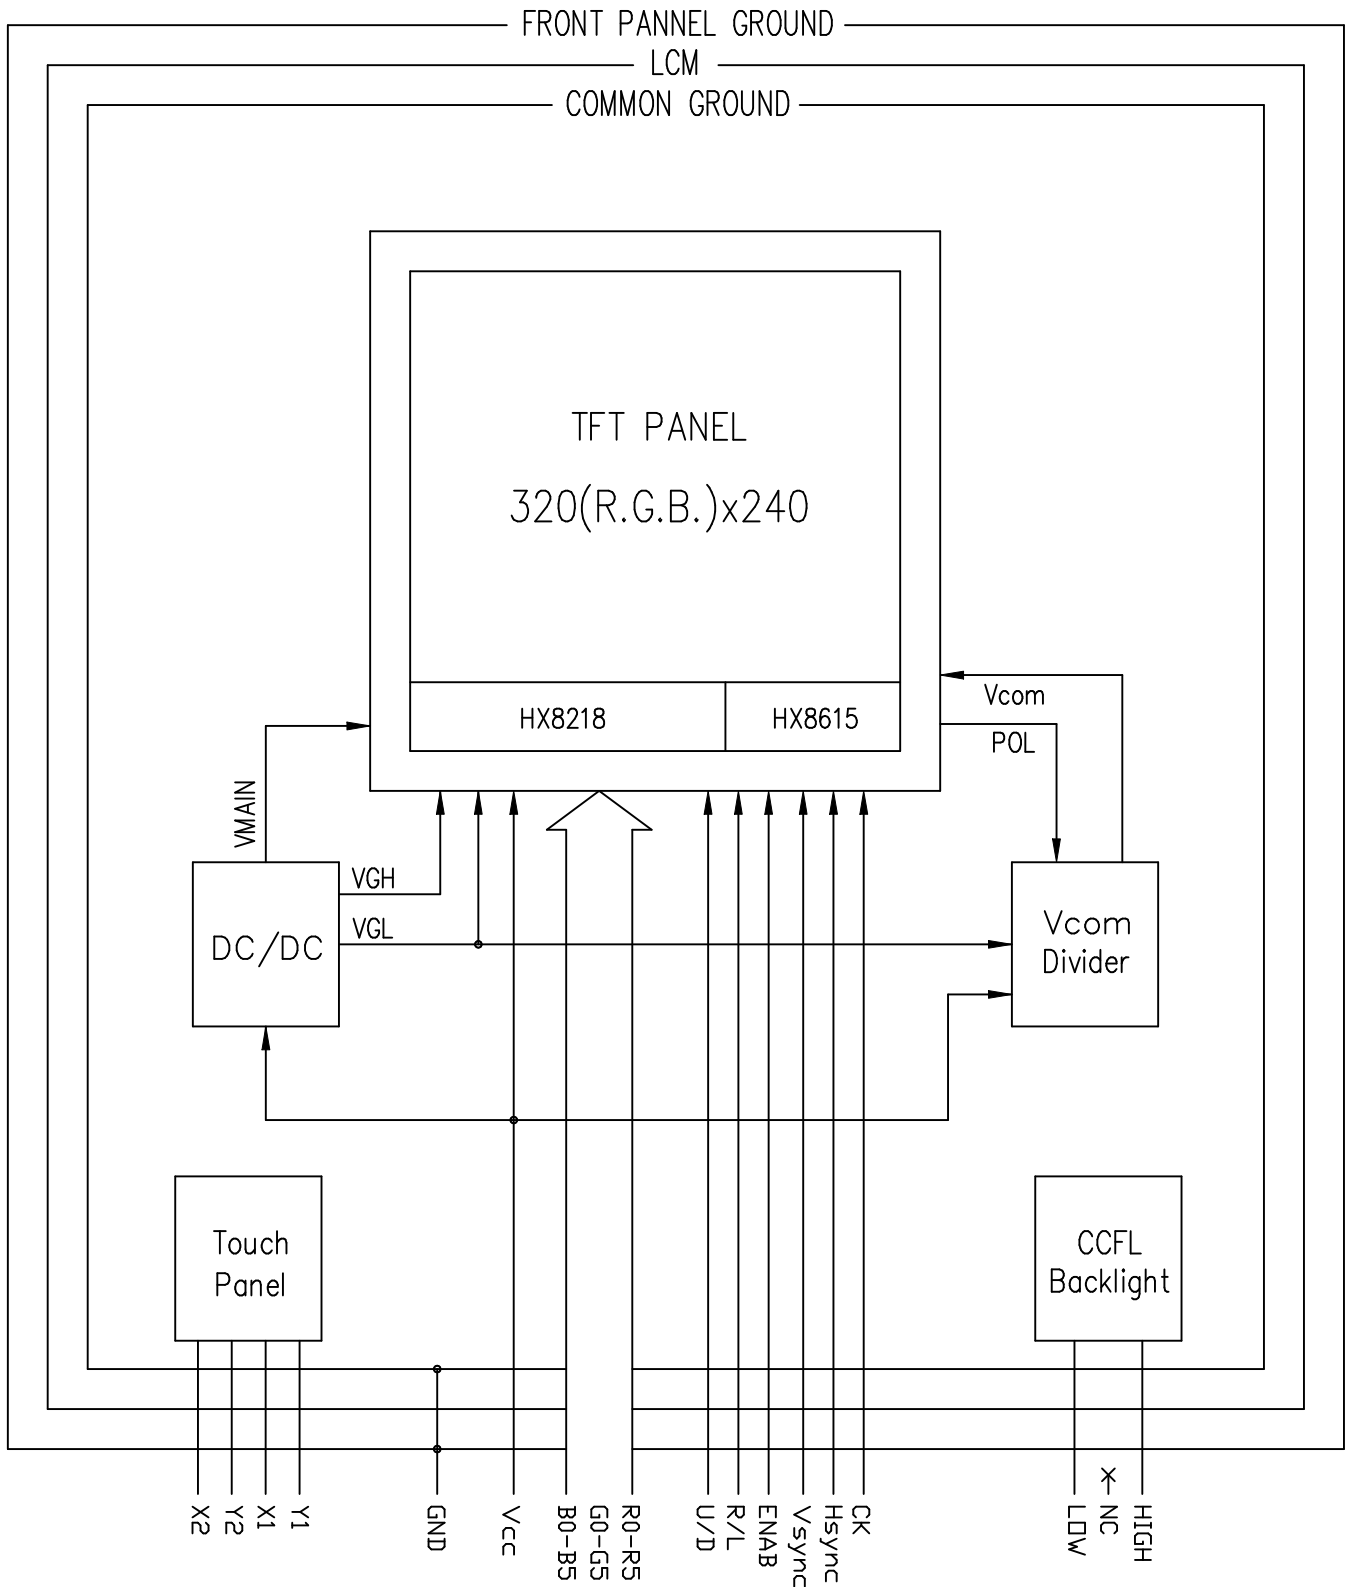 FRONT PANNEL GROUND
LCM
COMMON GROUND
TFT PANEL
320(R.G.B.)x240
HX8218
HX8615
Vcom
POL
VMAIN
VGH
VGL
DC/DC
Vcom
Divider
Touch
Panel
CCFL
Backlight
X2
Y2
X1
Y1
GND
Vcc
B0-B5
G0-G5
R0-R5
U/D
R/L
ENAB
Vsync
Hsync
CK
LOW
NC
HIGH